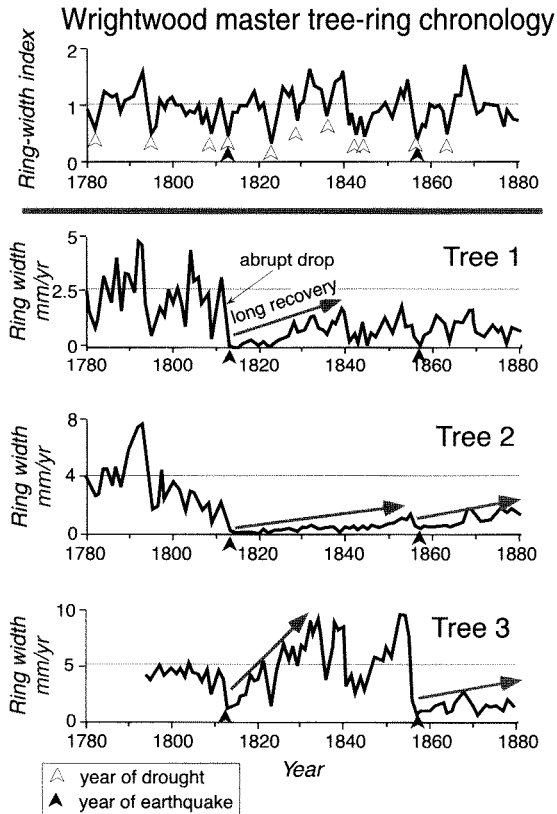 Wrightwood master tree-ring chronology
Ring-width index
2
1
0
1780 1800 1820 1840 1860 1880
Tree 1
Ring width
mm/yr
5
2.5
0
abrupt drop
long recovery
1780 1800 1820 1840 1860 1880
Tree 2
Ring width
mm/yr
8
4
0
1780 1800 1820 1840 1860 1880
Tree 3
Ring width
mm/yr
10
5
0
1780 1800 1820 1840 1860 1880
Year
year of drought
year of earthquake